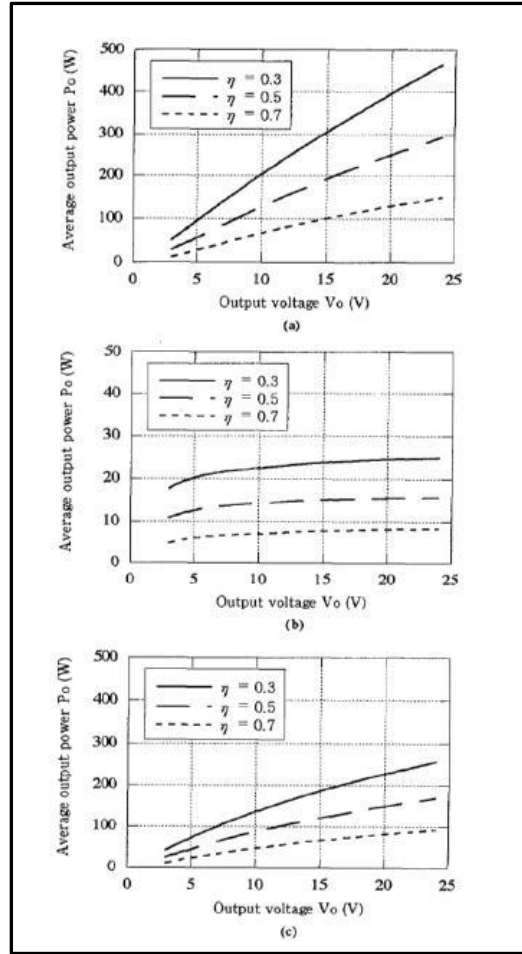 Average output power Po (W)
500
400
300
200
100
0
η = 0.3
η = 0.5
η = 0.7
0 5 10 15 20 25
Output voltage Vo (V)
(a)
Average output power Po (W)
50
40
30
20
10
0
η = 0.3
η = 0.5
η = 0.7
0 5 10 15 20 25
Output voltage Vo (V)
(b)
Average output power Po (W)
500
400
300
200
100
0
η = 0.3
η = 0.5
η = 0.7
0 5 10 15 20 25
Output voltage Vo (V)
(c)